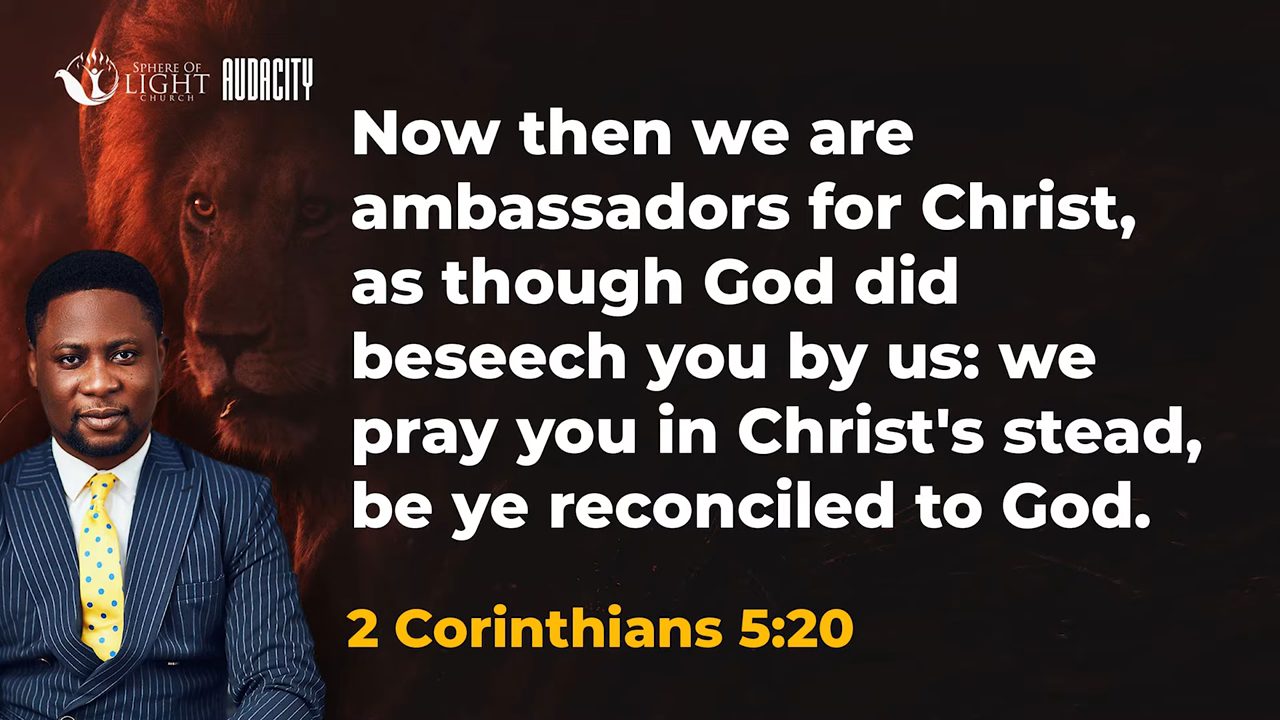 SPHERE OF
LIGHT
CHURCH
AUDACITY
Now then we are
ambassadors for Christ,
as though God did
beseech you by us: we
pray you in Christ's stead,
be ye reconciled to God.
2 Corinthians 5:20